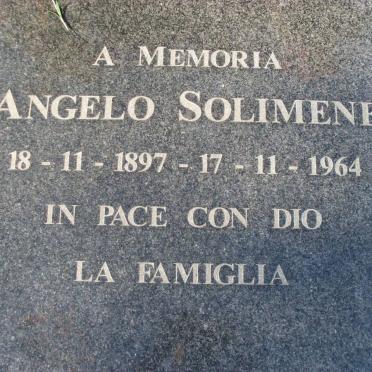 A MEMORIA
ANGELO SOLIMENE
18 - 11 - 1897 - 17 - 11 - 1964
IN PACE CON DIO
LA FAMIGLIA